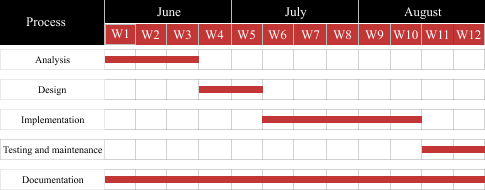 Process June July August
W1 W2 W3 W4 W5 W6 W7 W8 W9 W10 W11 W12
Analysis
Design
Implementation
Testing and maintenance
Documentation